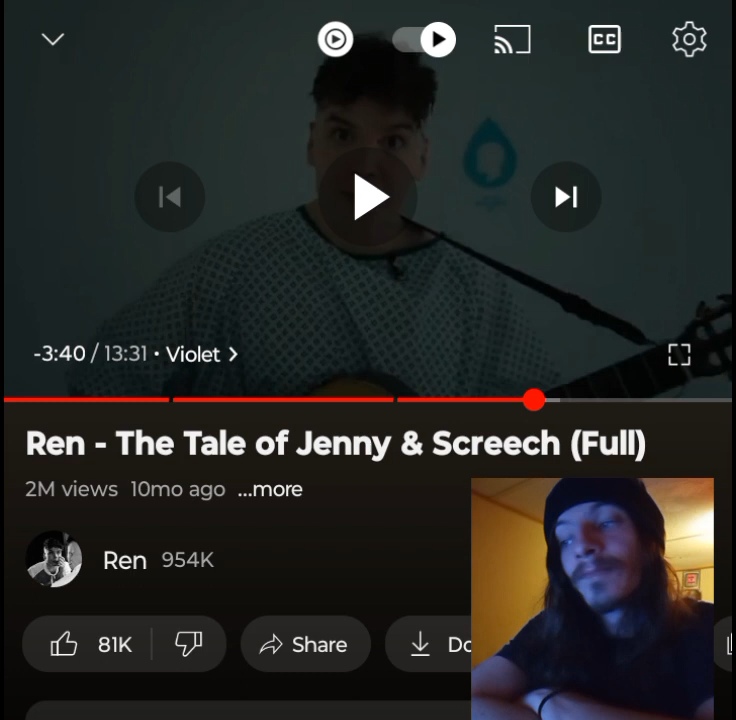 CC
-3:40 / 13:31 • Violet >
Ren - The Tale of Jenny & Screech (Full)
2M views 10mo ago ...more
Ren 954K
81K Share Do